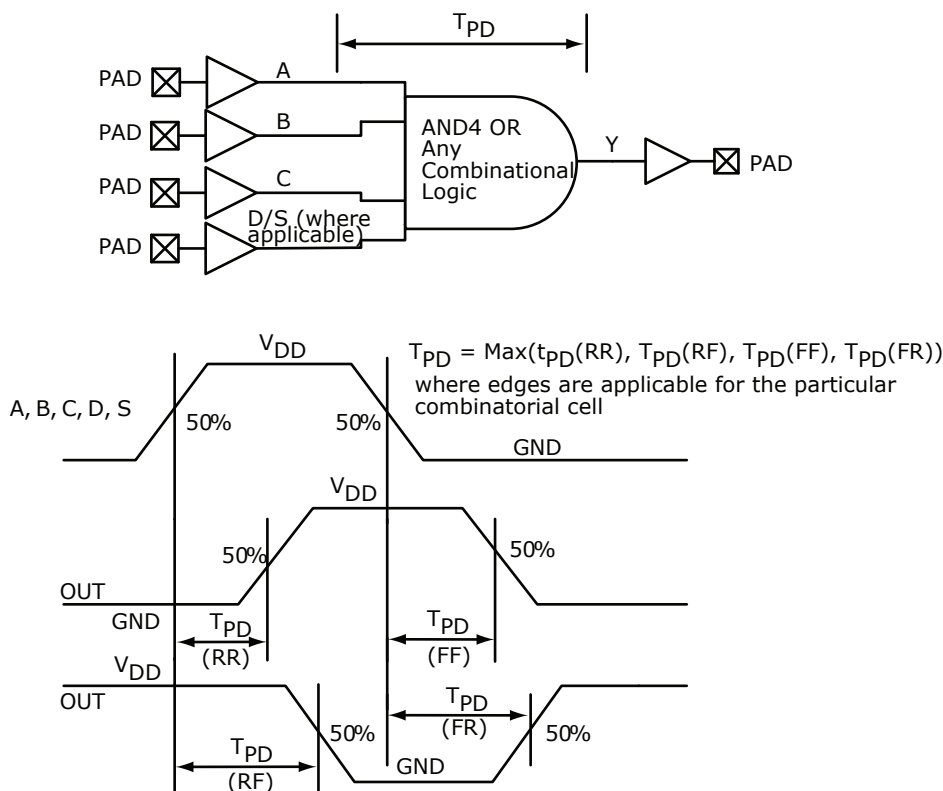 TPD
PAD
A
PAD
B
PAD
C
PAD
D/S (where
applicable)
AND4 OR
Any
Combinational
Logic
Y
PAD
VDD
TPD = Max(tPD(RR), TPD(RF), TPD(FF), TPD(FR))
where edges are applicable for the particular
combinatorial cell
A, B, C, D, S
50%
50%
GND
VDD
50%
50%
OUT
GND
TPD
(RR)
TPD
(FF)
VDD
OUT
TPD
(FR)
50%
50%
TPD
(RF)
GND